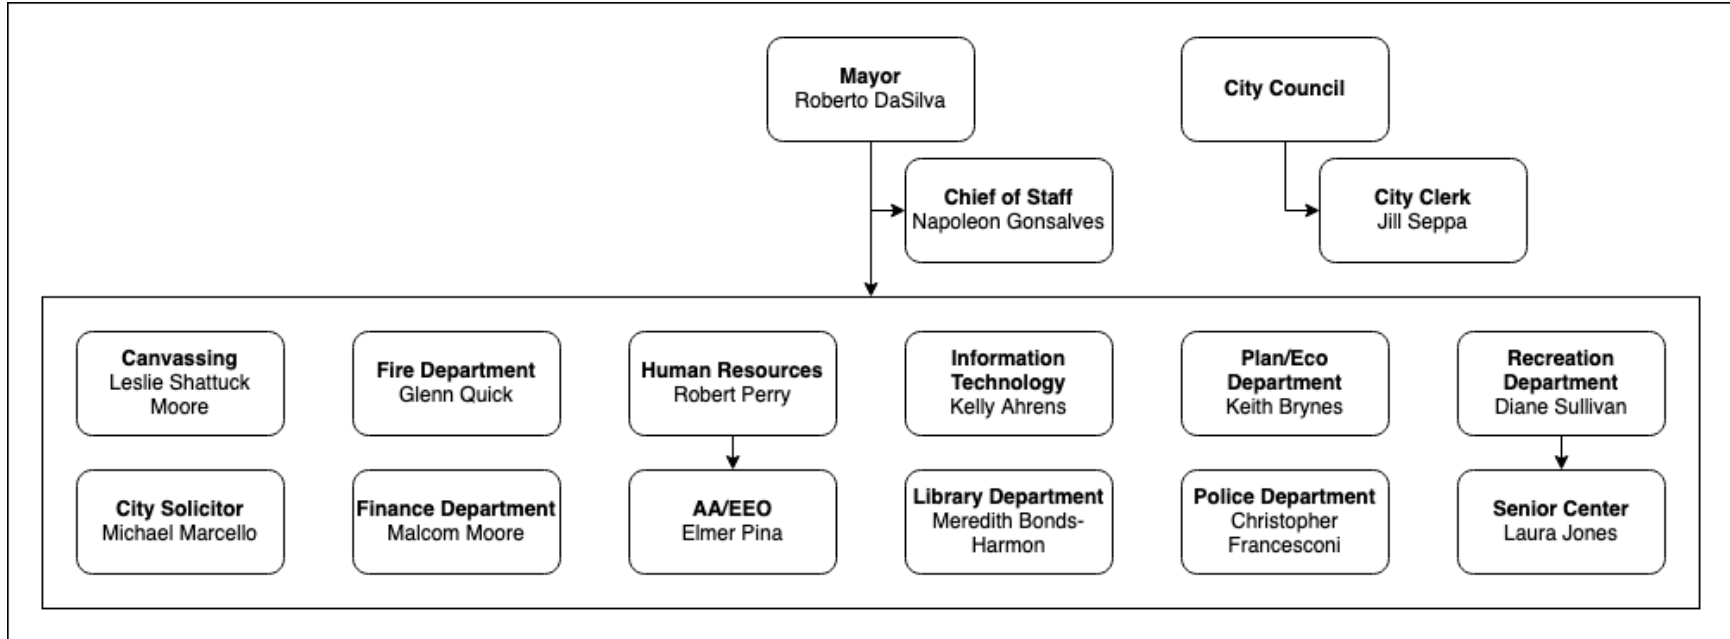 Mayor
Roberto DaSilva
City Council
Chief of Staff
Napoleon Gonsalves
City Clerk
Jill Seppa
Canvassing
Leslie Shattuck
Moore
Fire Department
Glenn Quick
Human Resources
Robert Perry
Information
Technology
Kelly Ahrens
Plan/Eco
Department
Keith Brynes
Recreation
Department
Diane Sullivan
City Solicitor
Michael Marcello
Finance Department
Malcom Moore
AA/EEO
Elmer Pina
Library Department
Meredith Bonds-
Harmon
Police Department
Christopher
Francesconi
Senior Center
Laura Jones